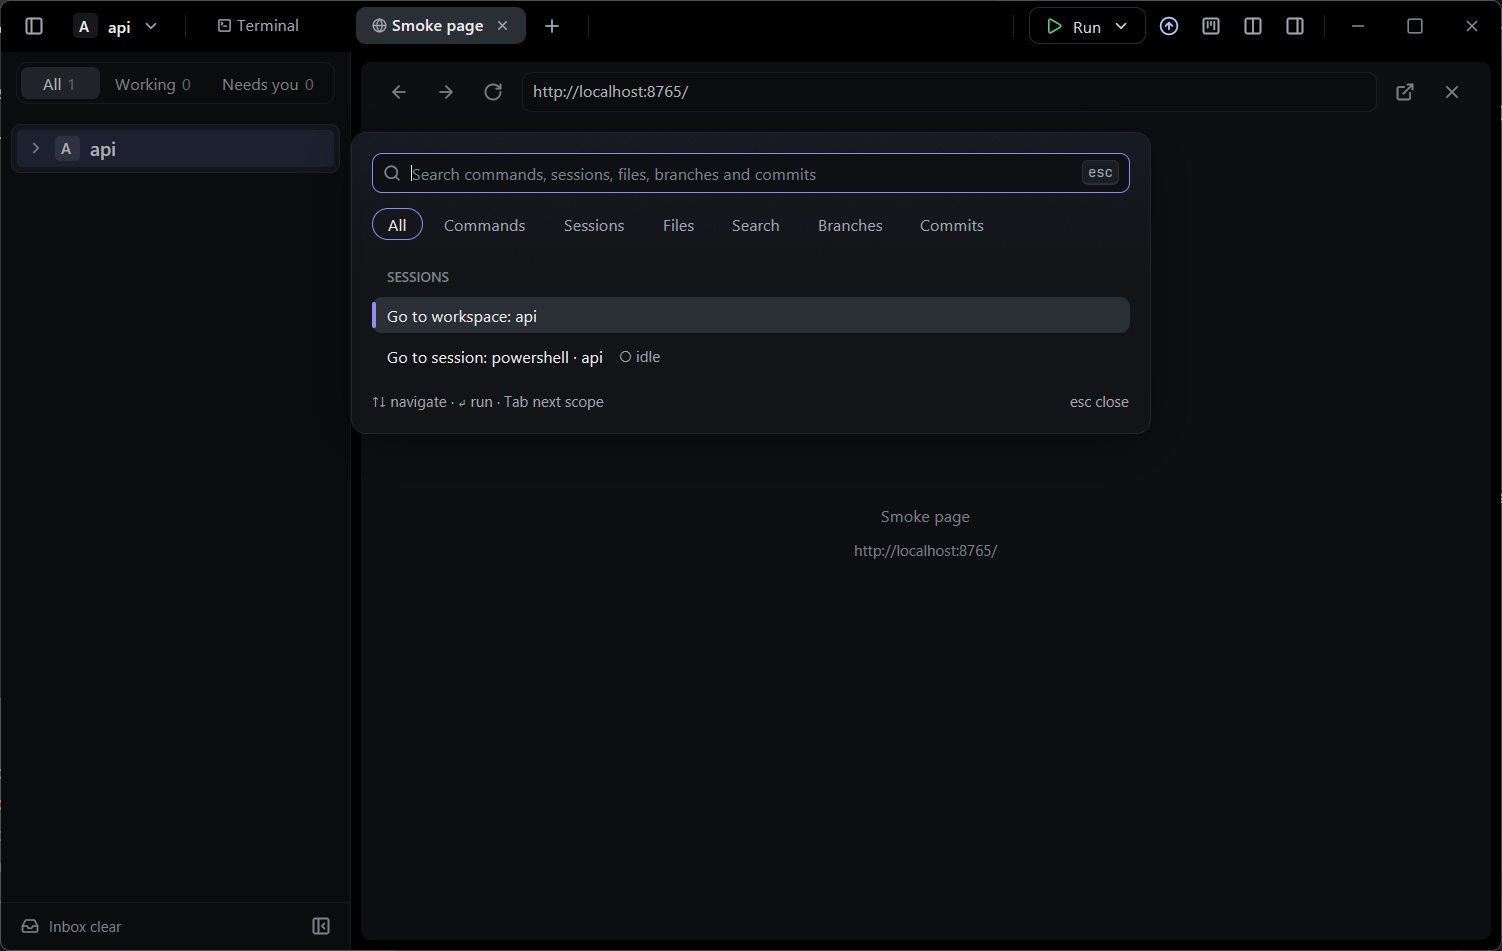 A api
Terminal
Smoke page
Run
All 1 Working 0 Needs you 0
http://localhost:8765/
A api
Search commands, sessions, files, branches and commits esc
All Commands Sessions Files Search Branches Commits
SESSIONS
Go to workspace: api
Go to session: powershell · api idle
↑↓ navigate · ↵ run · Tab next scope esc close
Smoke page
http://localhost:8765/
Inbox clear